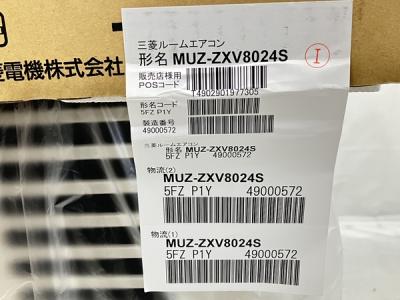 菱電機株式会社
三菱ルームエアコン
形名 MUZ-ZXV8024S
I
販売店様用
POSコード
T4902901977305
形名コード
5FZ P1Y
製造番号
49000572
三菱ルームエアコン
形名 MUZ-ZXV8024S
5FZ P1Y 49000572
物流(2)
MUZ-ZXV8024S
5FZ P1Y 49000572
物流(1)
MUZ-ZXV8024S
5FZ P1Y 49000572